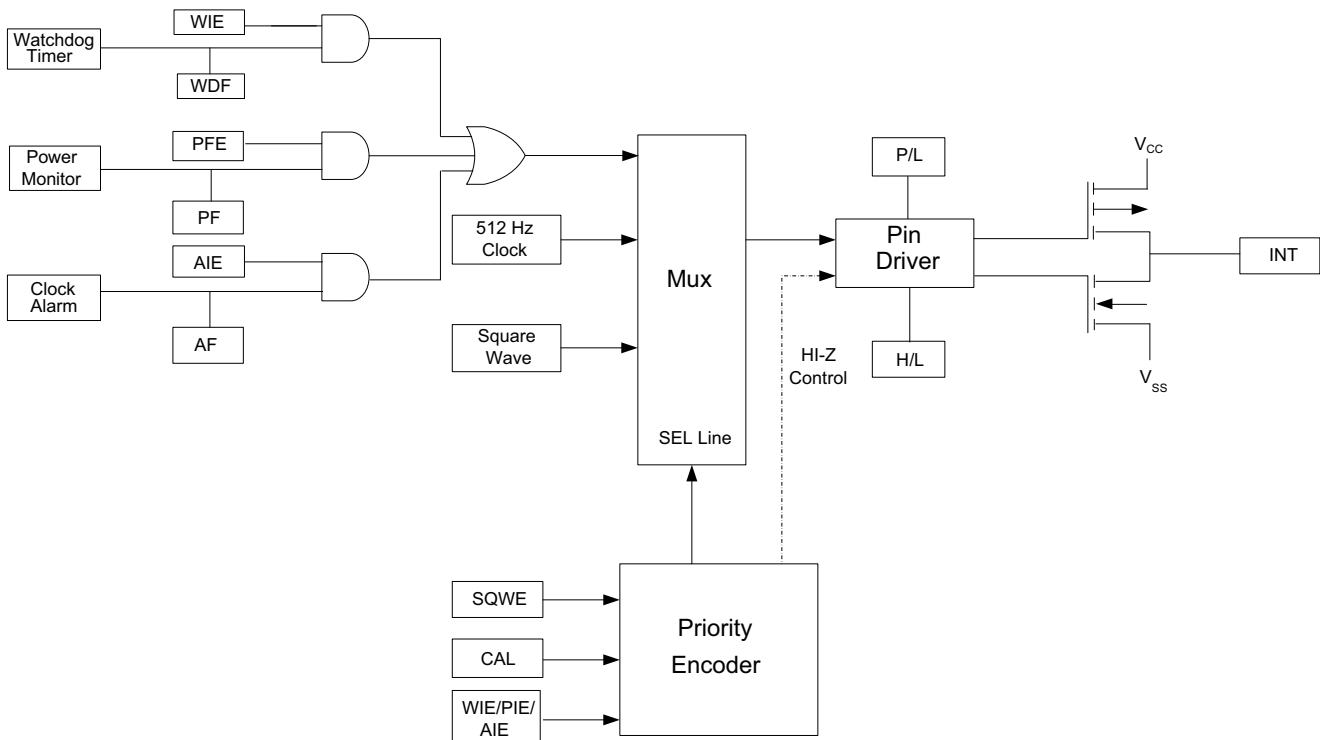 WIE
Watchdog
Timer
WDF
PFE
Power
Monitor
PF
AIE
Clock
Alarm
AF
512 Hz
Clock
Square
Wave
Mux
SEL Line
P/L
Pin
Driver
H/L
HI-Z
Control
VCC
INT
VSS
SQWE
CAL
WIE/PIE/
AIE
Priority
Encoder